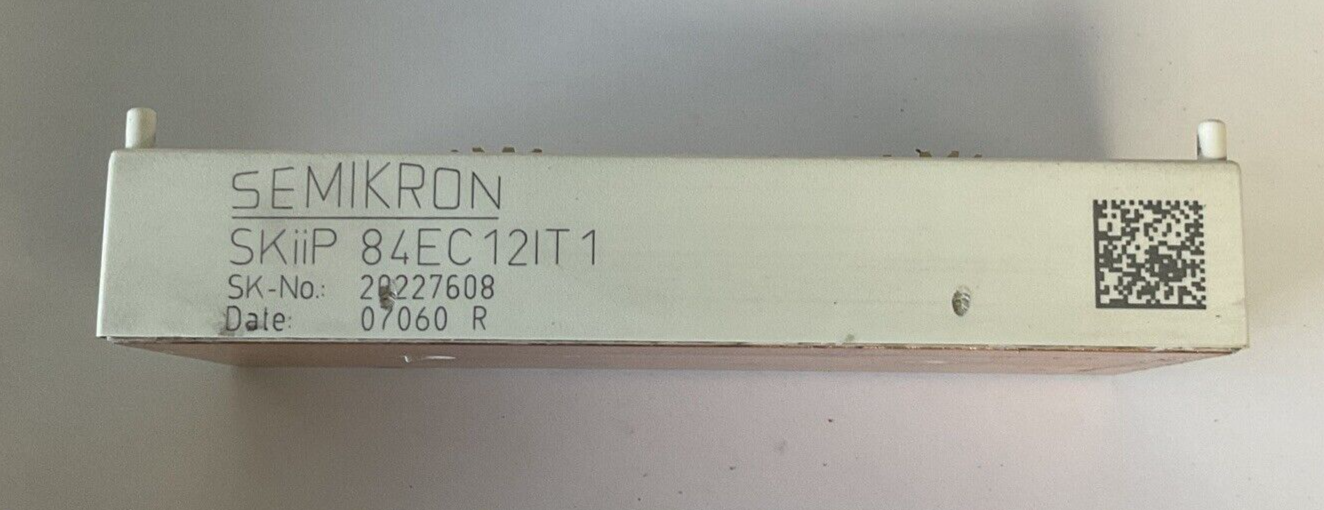 SEMIKRON
SKiiP 84EC12IT1
SK-No.: 20227608
Date: 07060 R